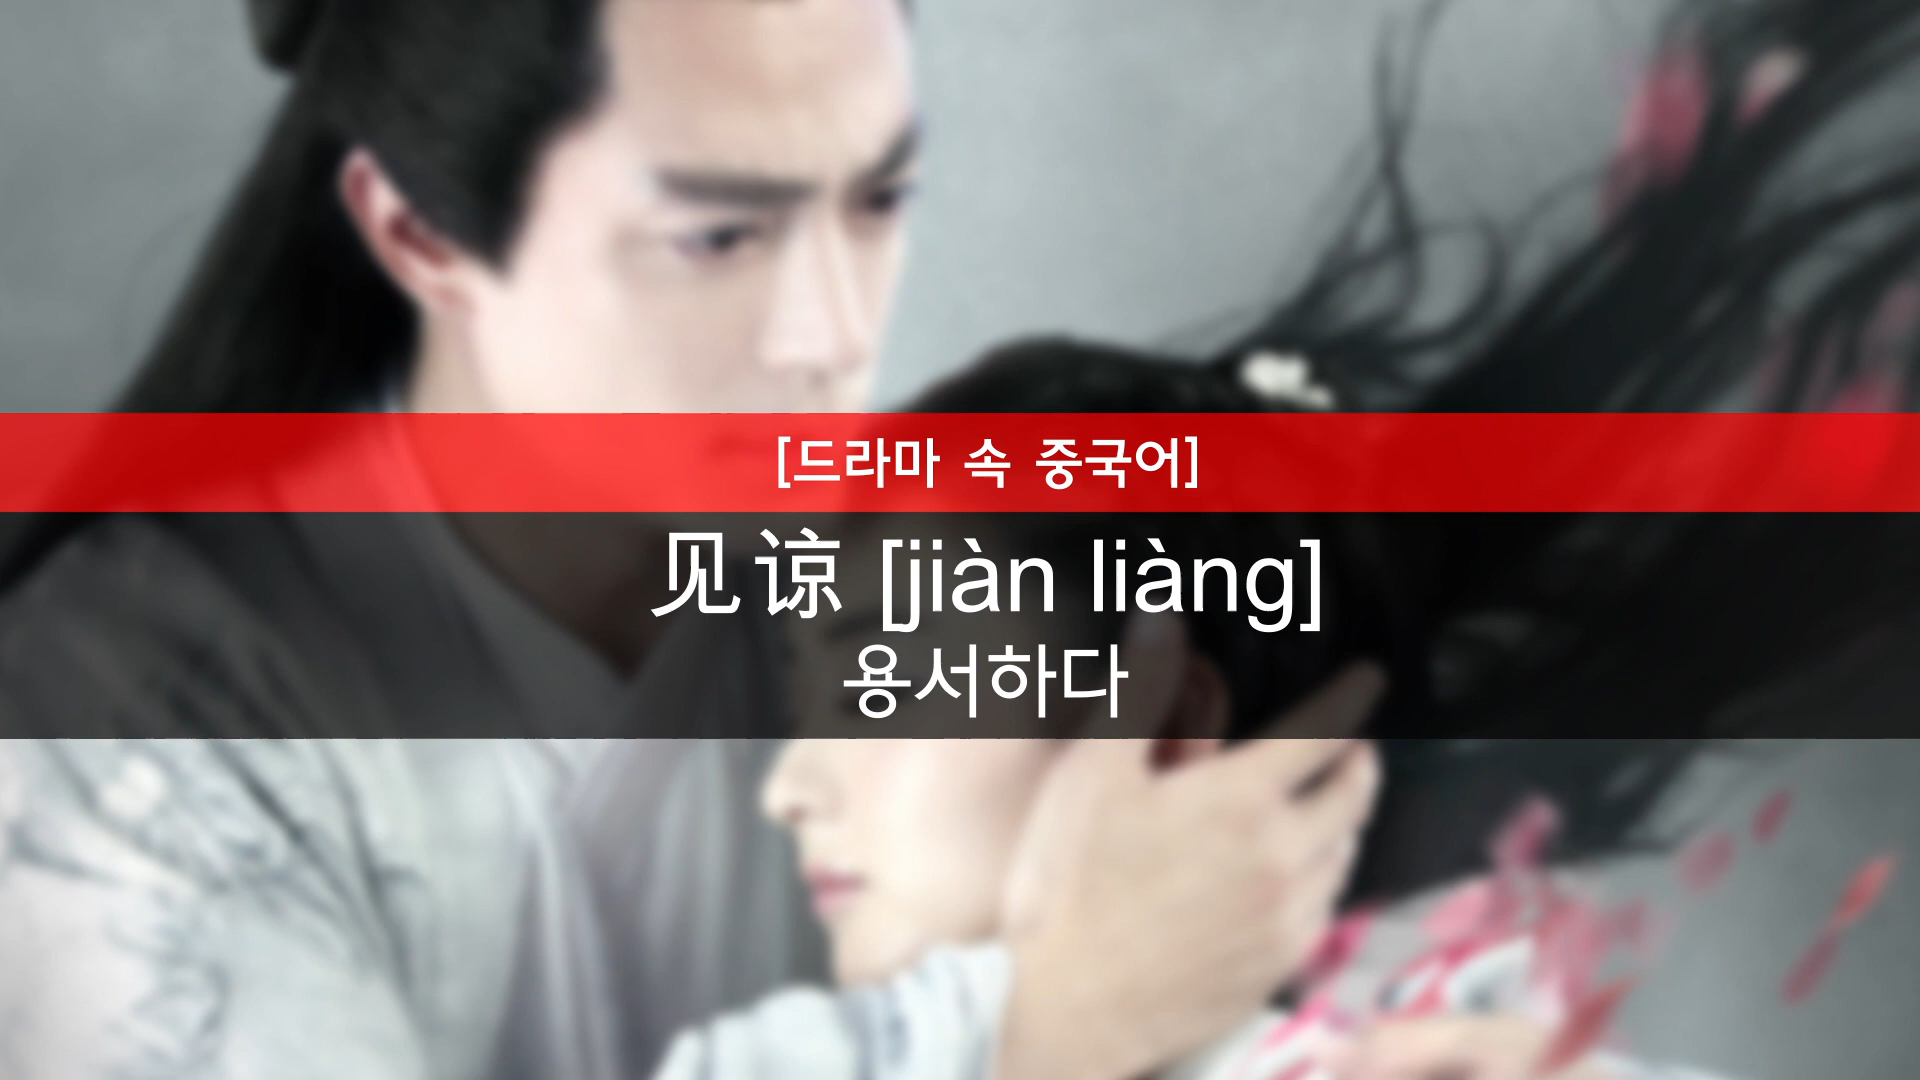 [드라마 속 중국어]
见谅 [jiàn liàng]
용서하다